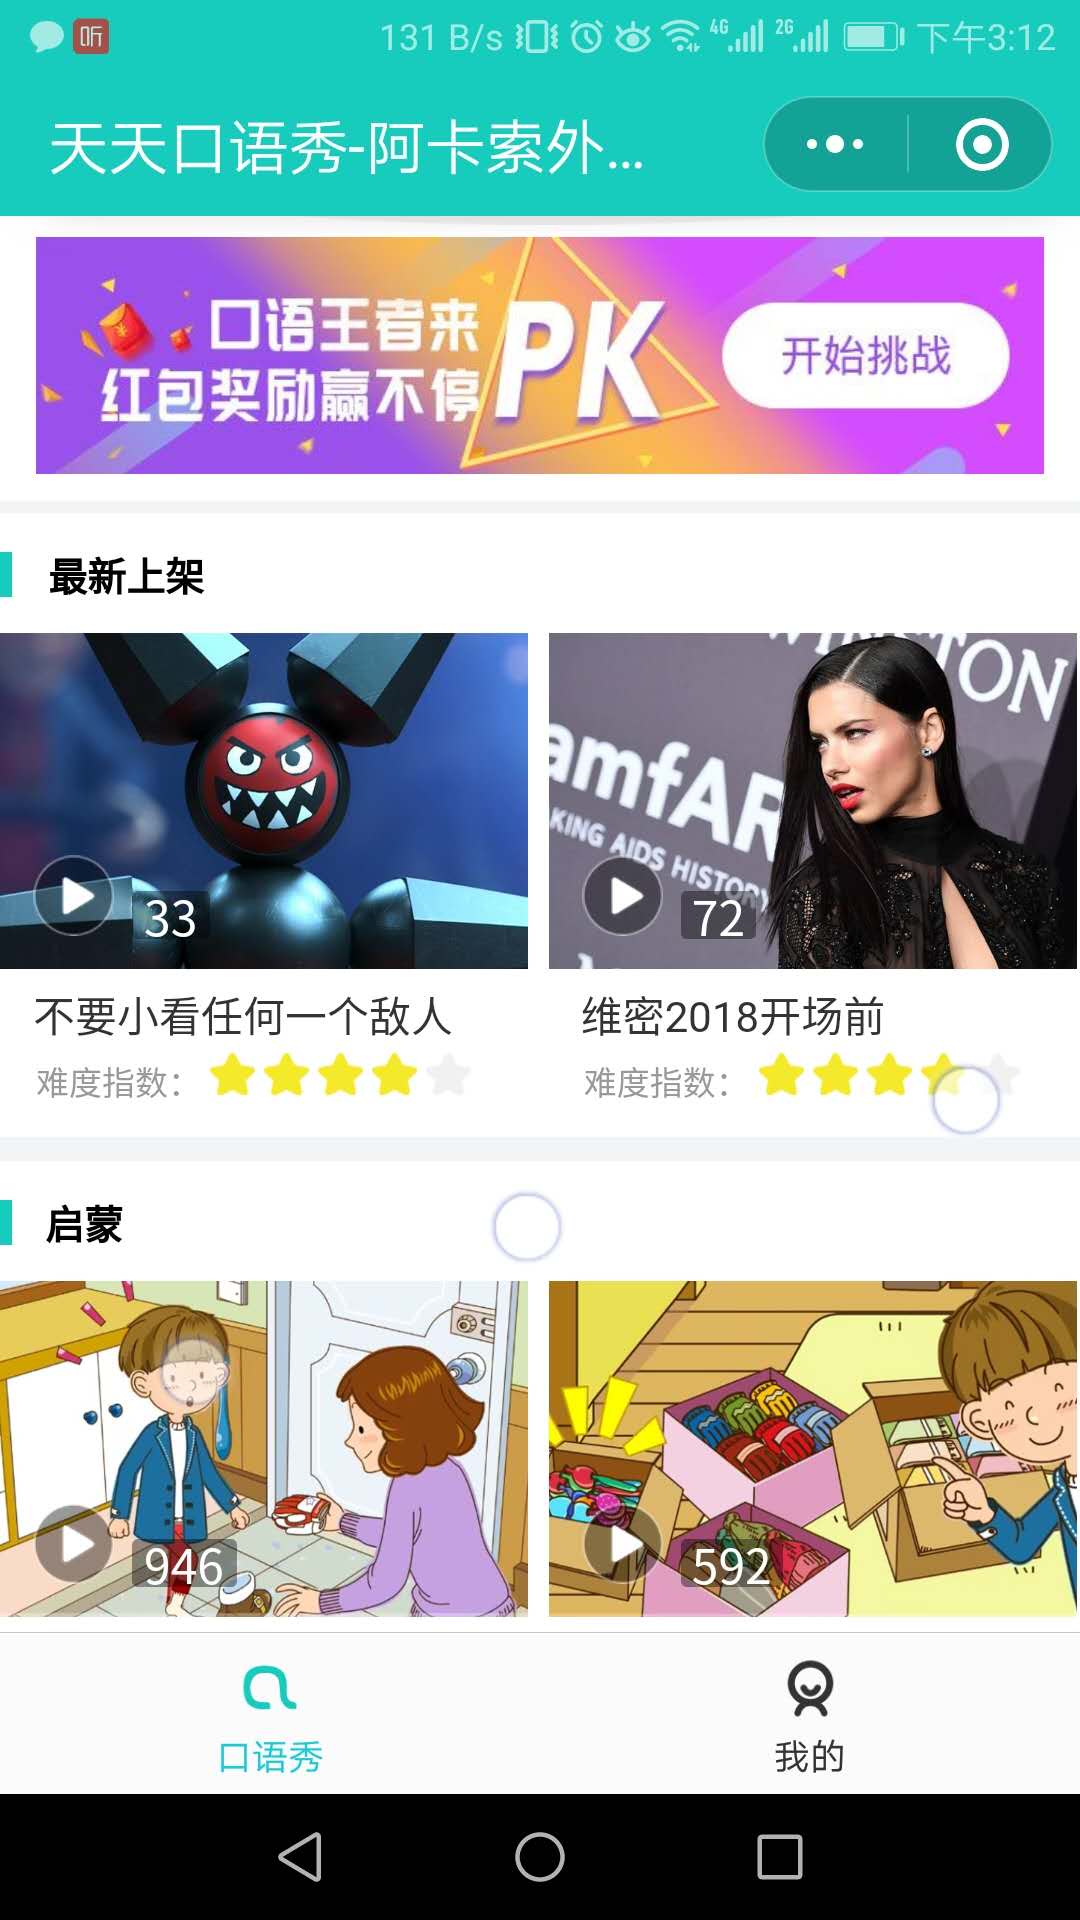 听 131 B/s 4G 2G 下午3:12
天天口语秀-阿卡索外...
口语王者来
红包奖励赢不停
PK
开始挑战
最新上架
33
amfAR
KING AIDS HISTORY
72
不要小看任何一个敌人
维密2018开场前
难度指数：
难度指数：
启蒙
946
592
口语秀
我的